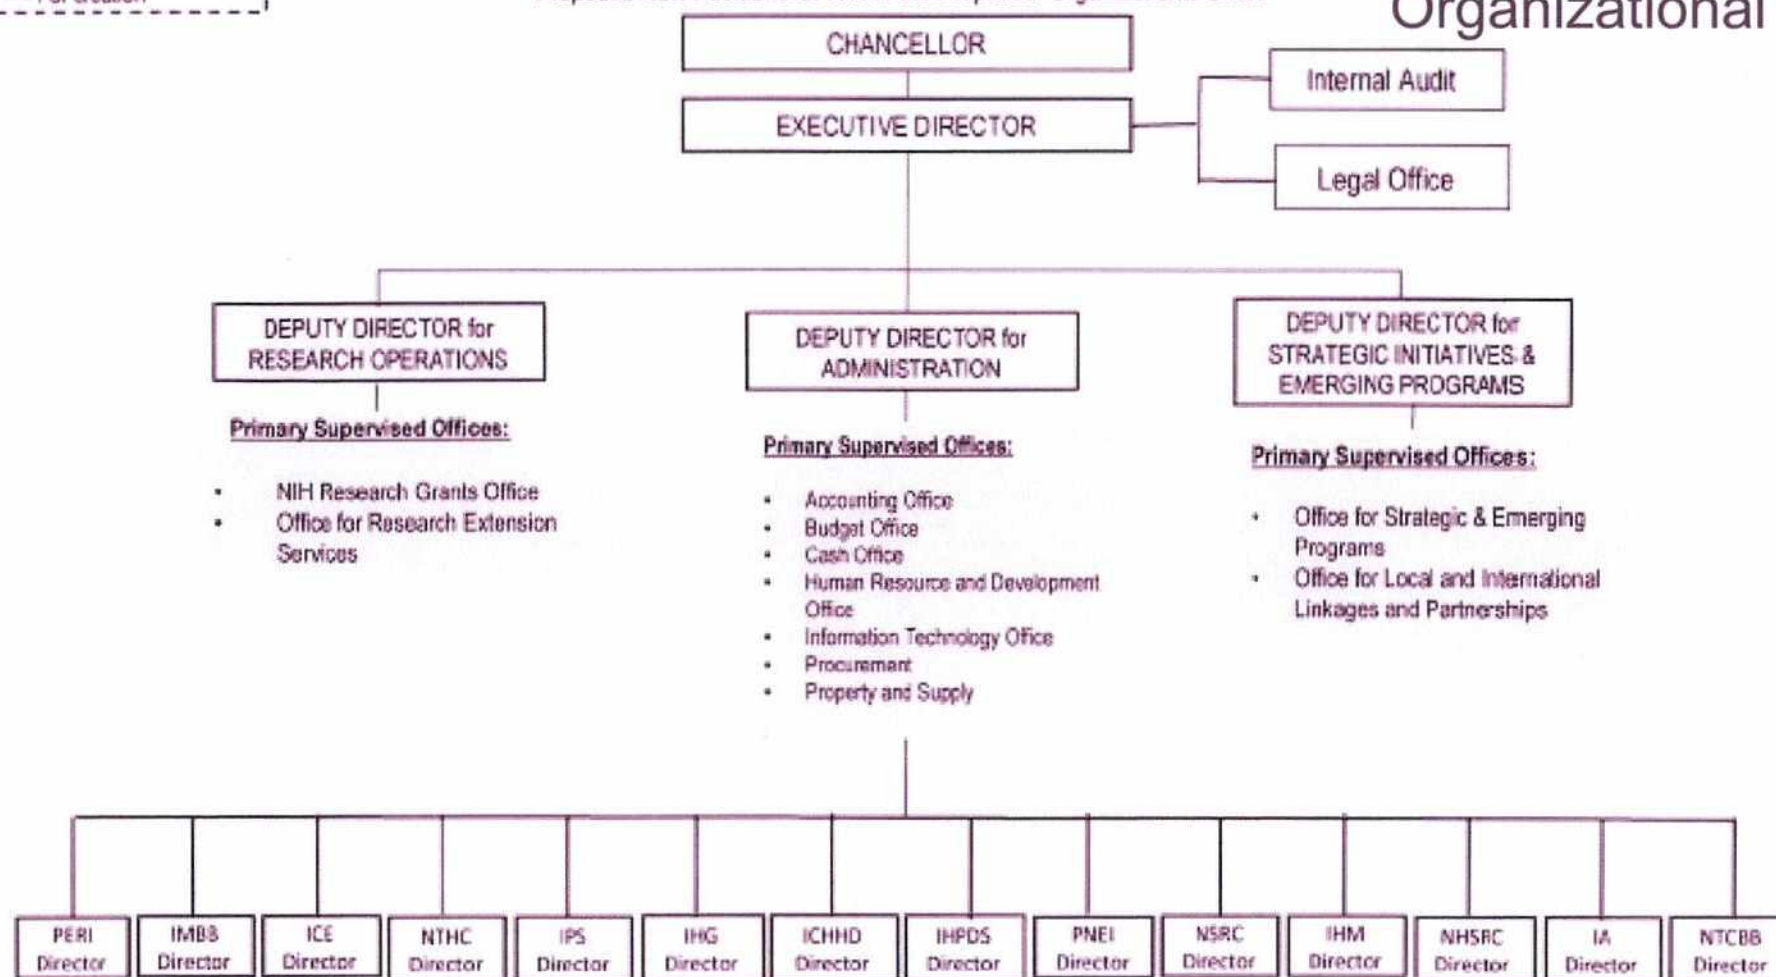 Organizational
CHANCELLOR
EXECUTIVE DIRECTOR
Internal Audit
Legal Office
DEPUTY DIRECTOR for
RESEARCH OPERATIONS
Primary Supervised Offices:
• NIH Research Grants Office
• Office for Research Extension
Services
DEPUTY DIRECTOR for
ADMINISTRATION
Primary Supervised Offices:
• Accounting Office
• Budget Office
• Cash Office
• Human Resource and Development
Office
• Information Technology Office
• Procurement
• Property and Supply
DEPUTY DIRECTOR for
STRATEGIC INITIATIVES &
EMERGING PROGRAMS
Primary Supervised Offices:
• Office for Strategic & Emerging
Programs
• Office for Local and International
Linkages and Partnerships
PERI
Director
IMBB
Director
ICE
Director
NTHC
Director
IPS
Director
IHG
Director
ICHHD
Director
IHPDS
Director
PNEI
Director
NSRC
Director
IHM
Director
NHSRC
Director
IA
Director
NTCBB
Director